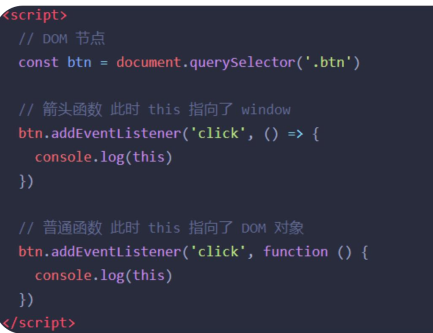 <script>
// DOM 节点
const btn = document.querySelector('.btn')
// 箭头函数 此时 this 指向了 window
btn.addEventListener('click', () => {
console.log(this)
})
// 普通函数 此时 this 指向了 DOM 对象
btn.addEventListener('click', function () {
console.log(this)
})
</script>